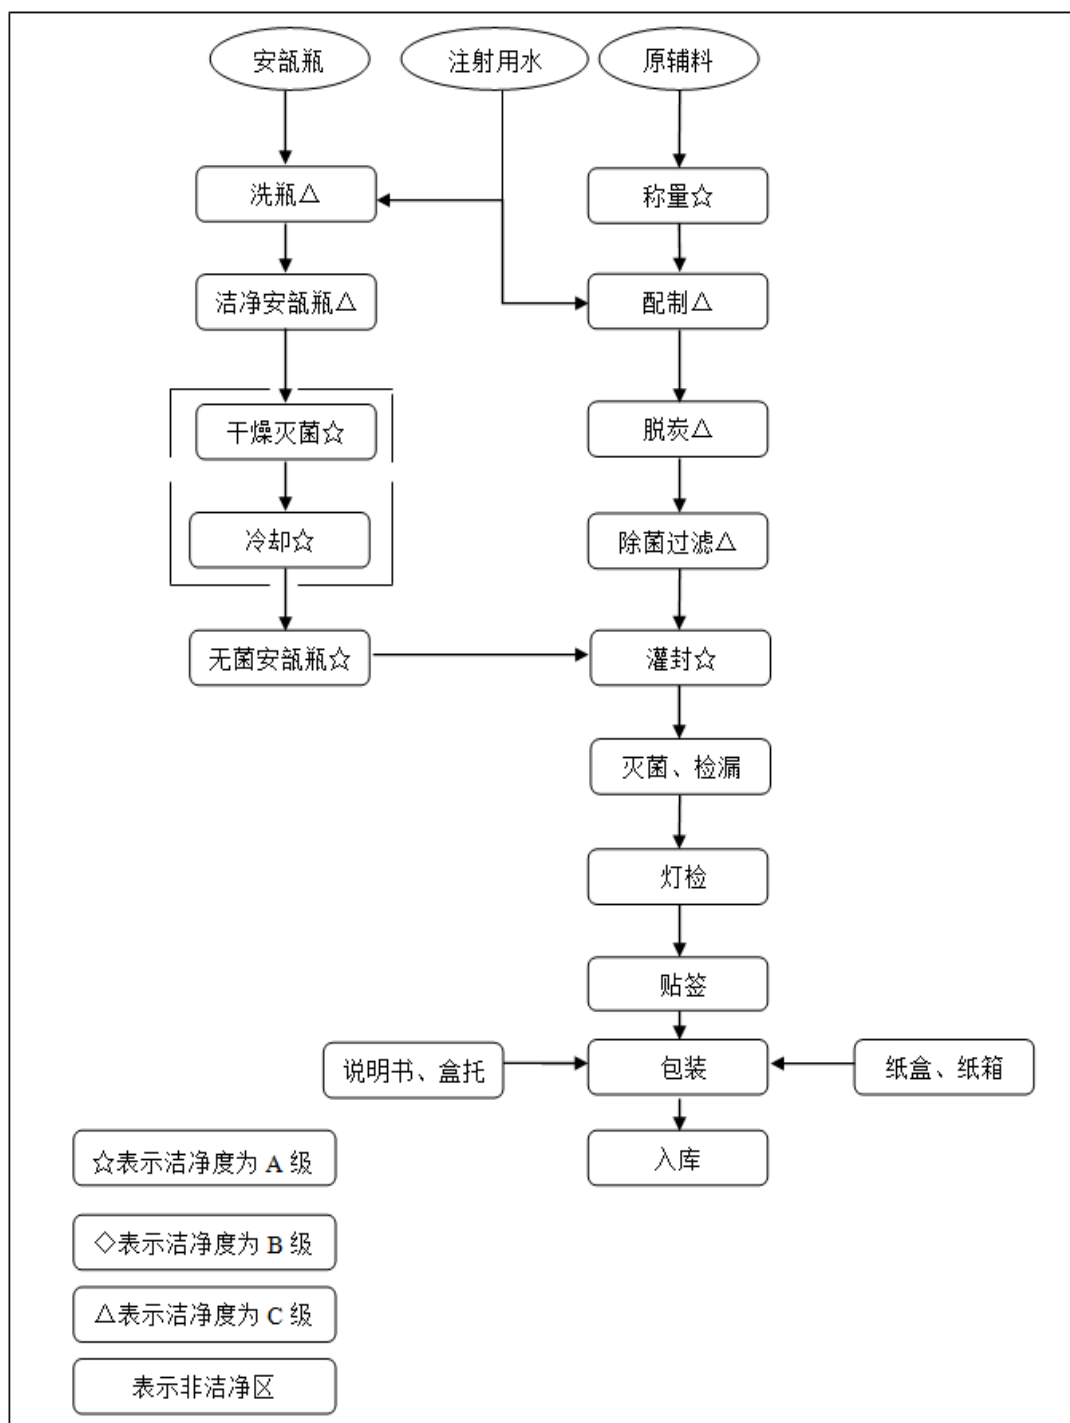 安瓿瓶
注射用水
原辅料
洗瓶△
称量☆
洁净安瓿瓶△
配制△
干燥灭菌☆
脱炭△
冷却☆
除菌过滤△
无菌安瓿瓶☆
灌封☆
灭菌、检漏
灯检
贴签
说明书、盒托
包装
纸盒、纸箱
入库
☆表示洁净度为 A 级
◇表示洁净度为 B 级
△表示洁净度为 C 级
表示非洁净区